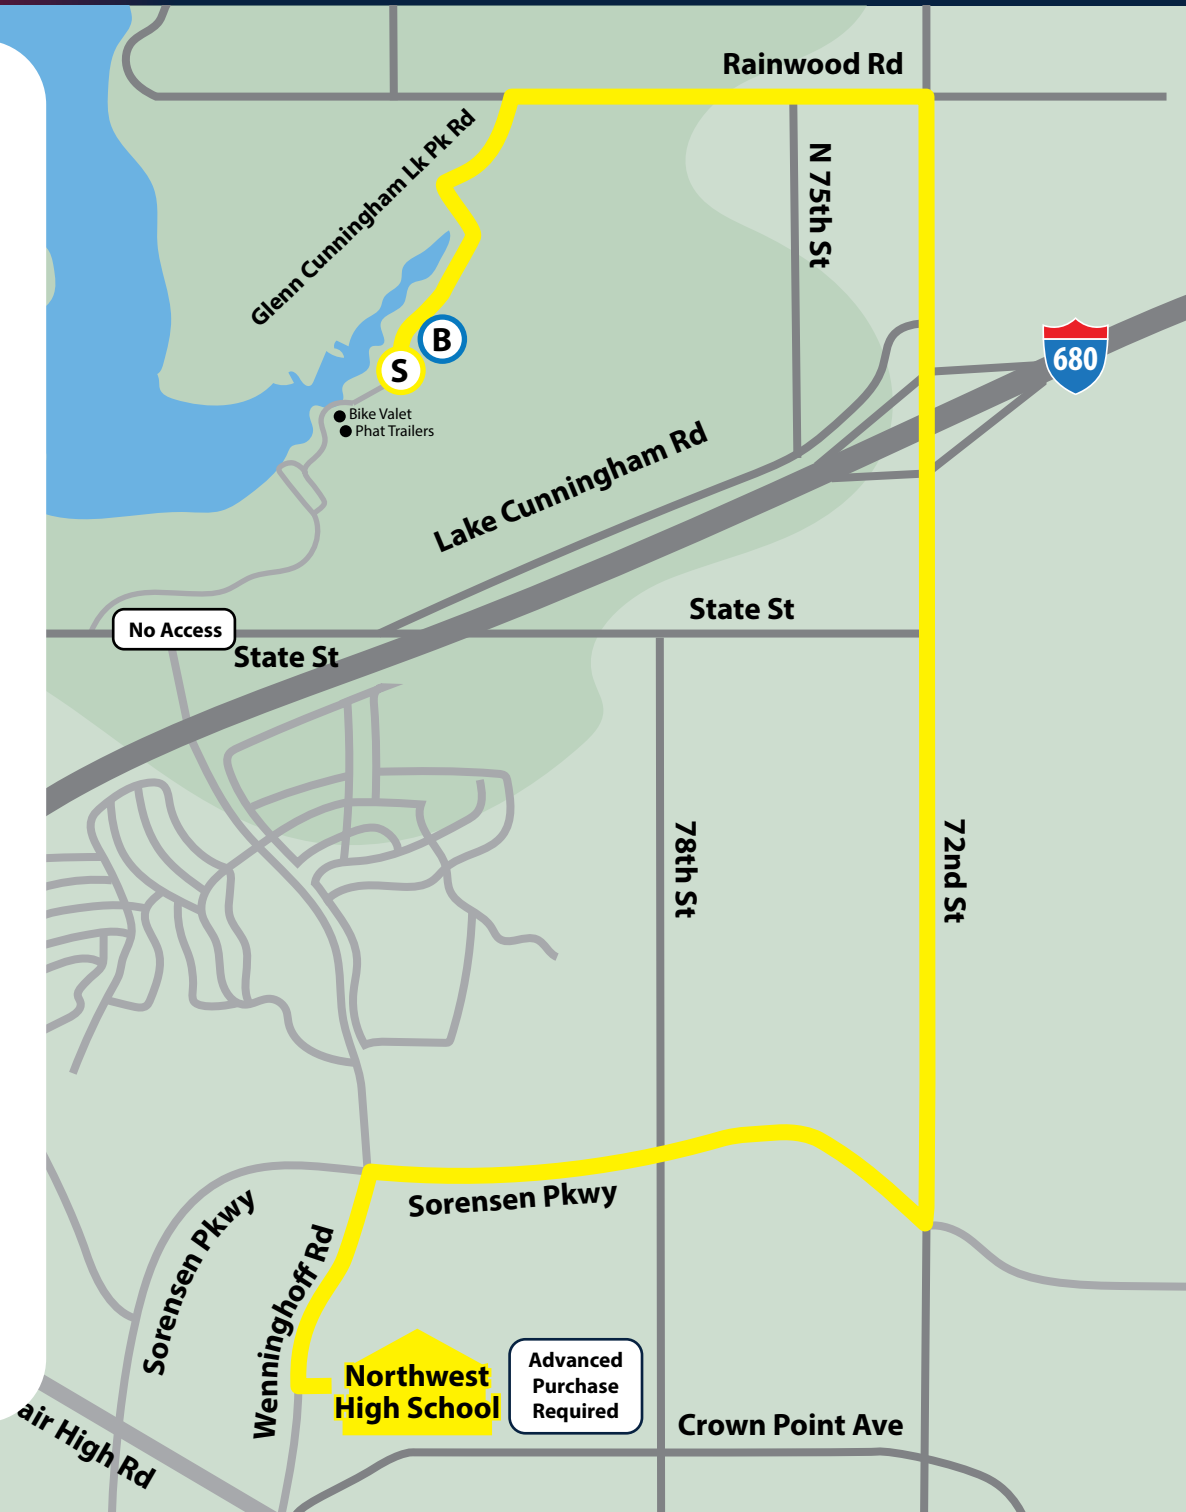 Rainwood Rd
Glenn Cunningham Lk Pk Rd
N 75th St
B
S
680
Bike Valet
Phat Trailers
Lake Cunningham Rd
State St
No Access
State St
78th St
72nd St
Sorensen Pkwy
Sorensen Pkwy
Wenninghoff Rd
Northwest
High School
Advanced
Purchase
Required
Crown Point Ave
air High Rd